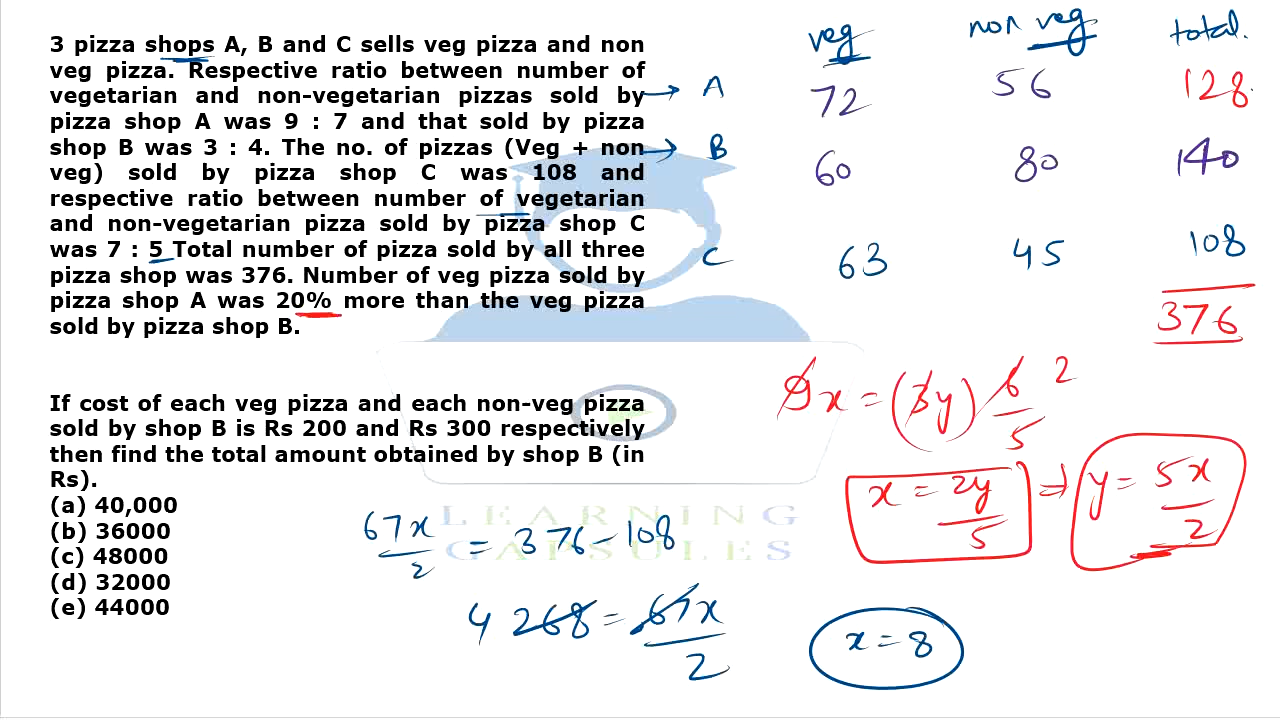 3 pizza shops A, B and C sells veg pizza and non
veg pizza. Respective ratio between number of
vegetarian and non-vegetarian pizzas sold by
pizza shop A was 9 : 7 and that sold by pizza
shop B was 3 : 4. The no. of pizzas (Veg + non
veg) sold by pizza shop C was 108 and
respective ratio between number of vegetarian
and non-vegetarian pizza sold by pizza shop C
was 7 : 5 Total number of pizza sold by all three
pizza shop was 376. Number of veg pizza sold by
pizza shop A was 20% more than the veg pizza
sold by pizza shop B.
If cost of each veg pizza and each non-veg pizza
sold by shop B is Rs 200 and Rs 300 respectively
then find the total amount obtained by shop B (in
Rs).
(a) 40,000
(b) 36000
(c) 48000
(d) 32000
(e) 44000
veg non veg total.
A 72 56 128
B 60 80 140
C 63 45 108
376
9x = (3y) 6/5 2
x = 2y/5 ⇒ y = 5x/2
67x/2 = 376 - 108
4 268 = 67x/2
x = 8
LEARNING
CAPSULES